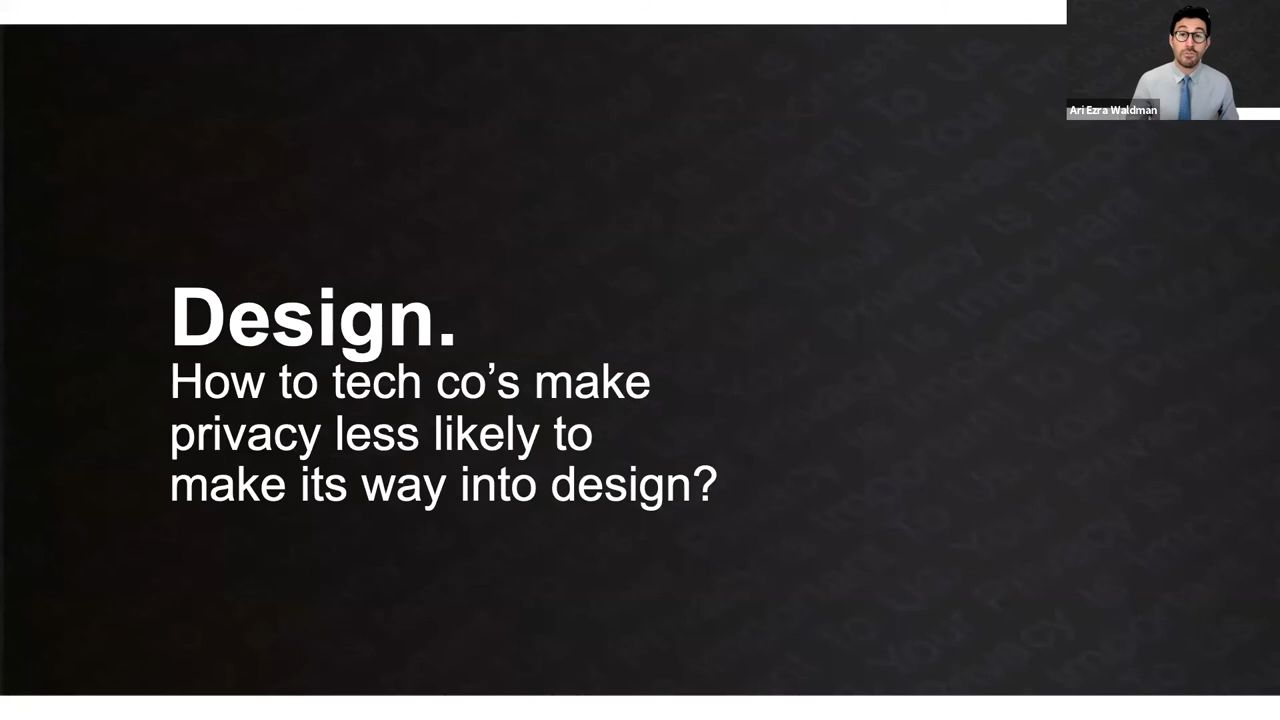 Ari Ezra Waldman
Design.
How to tech co’s make
privacy less likely to
make its way into design?